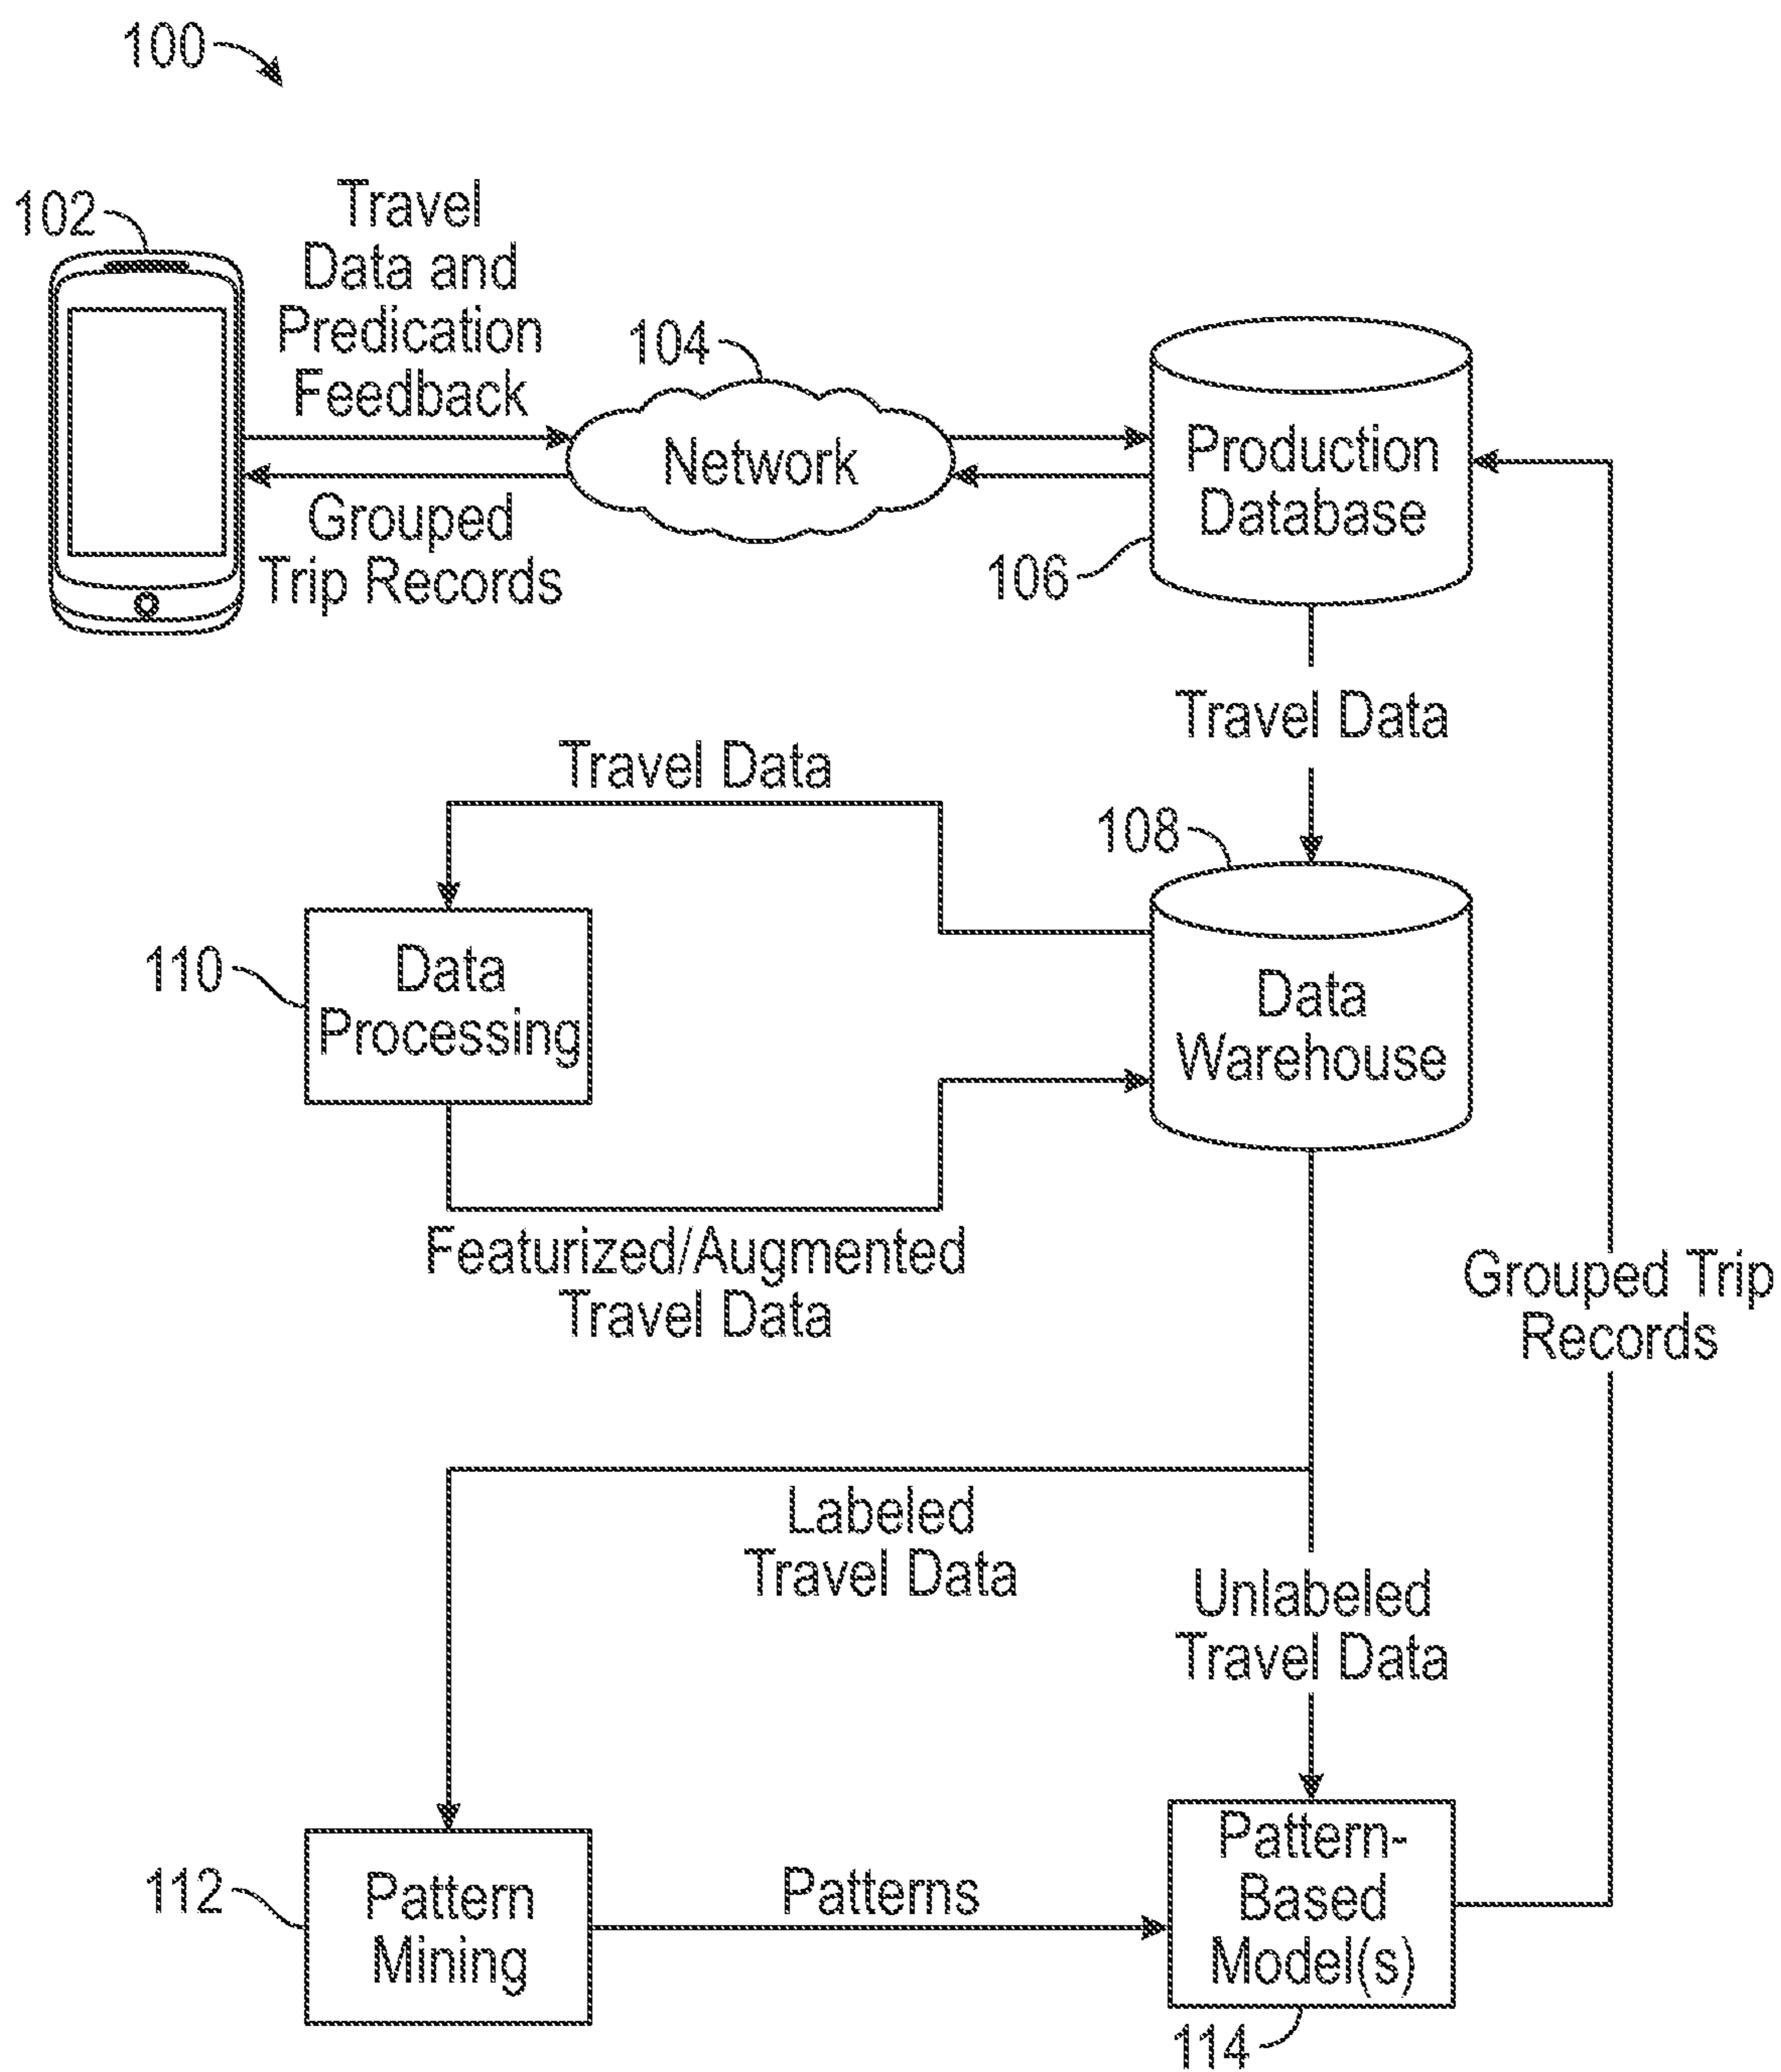 100
102
Travel
Data and
Predication
Feedback
104
Network
Production
Database
Grouped
Trip Records
106
Travel Data
Travel Data
108
110
Data
Processing
Data
Warehouse
Featurized/Augmented
Travel Data
Grouped Trip
Records
Labeled
Travel Data
Unlabeled
Travel Data
112
Pattern
Mining
Patterns
Pattern-
Based
Model(s)
114